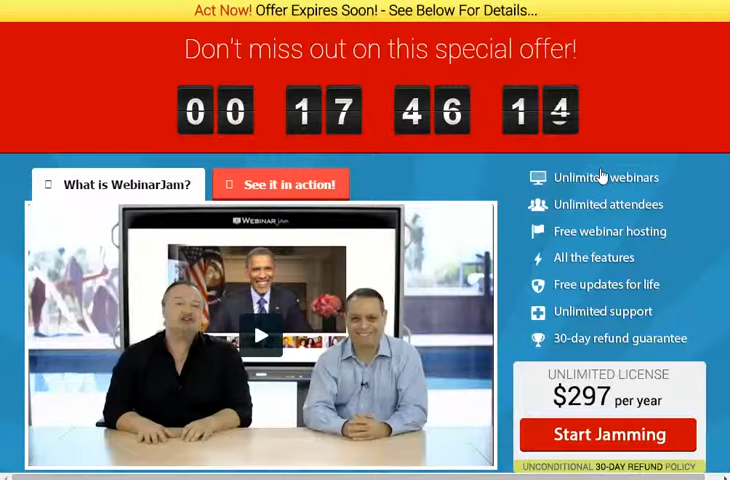 Act Now! Offer Expires Soon! - See Below For Details...
Don't miss out on this special offer!
00 17 46 14
What is WebinarJam?
See it in action!
WEBINAR jam
Unlimited webinars
Unlimited attendees
Free webinar hosting
All the features
Free updates for life
Unlimited support
30-day refund guarantee
UNLIMITED LICENSE
$297 per year
Start Jamming
UNCONDITIONAL 30-DAY REFUND POLICY